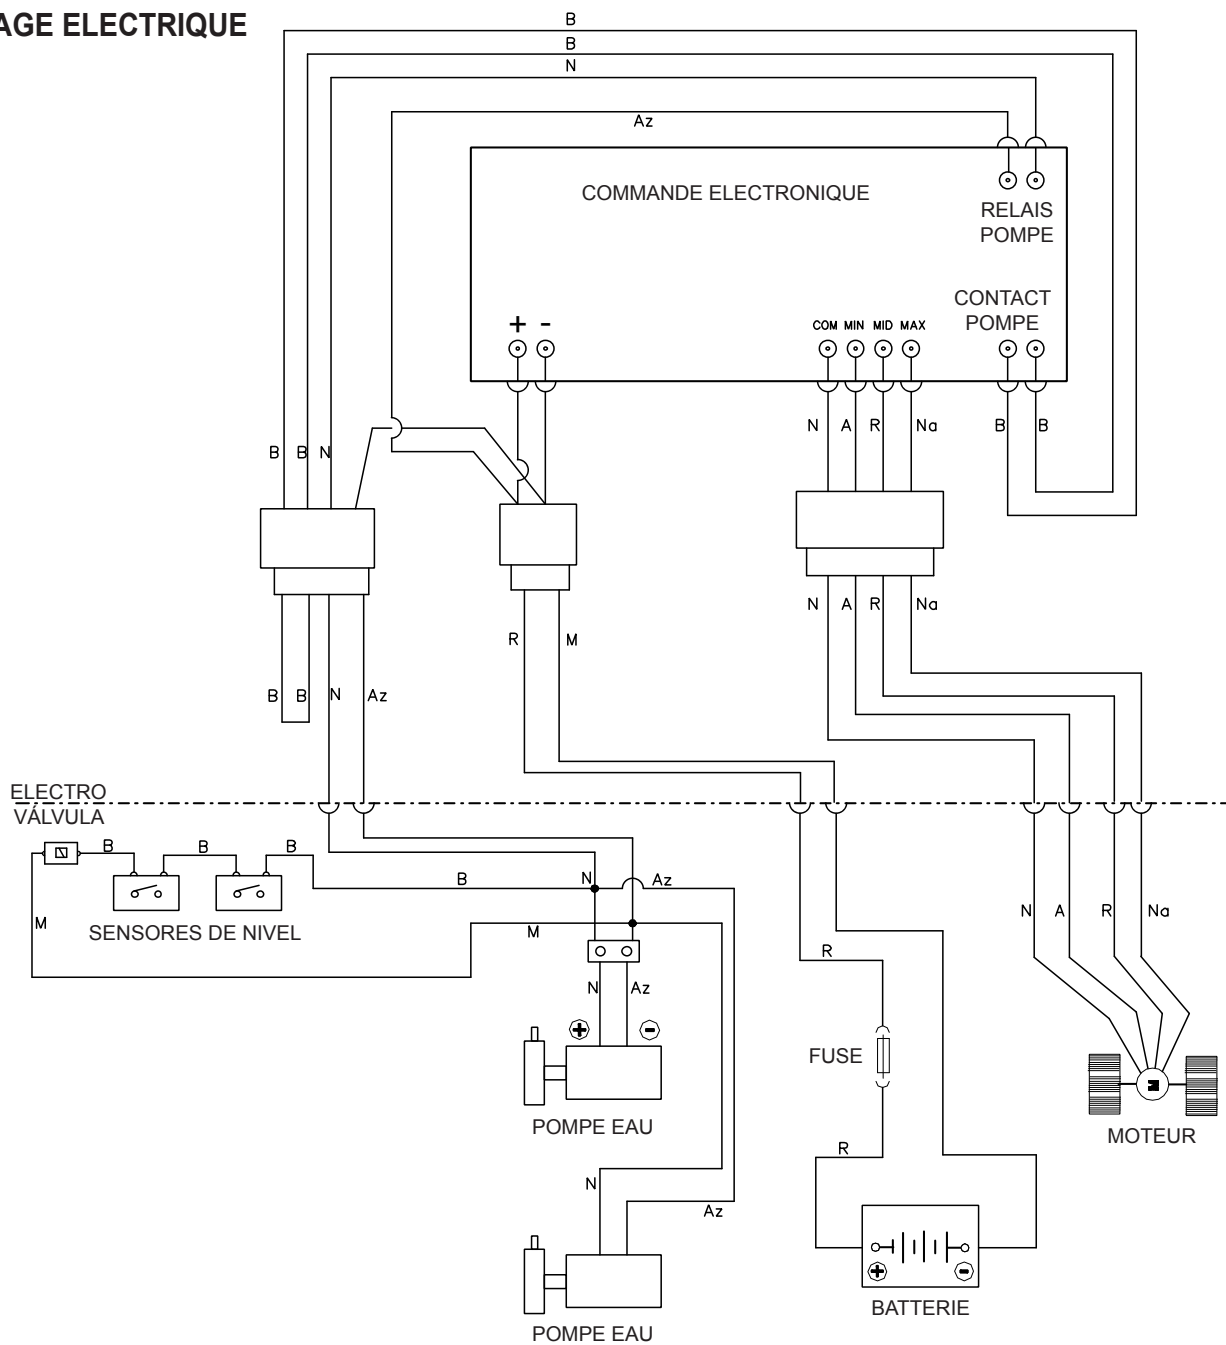 AGE ELECTRIQUE
B
B
N
Az
COMMANDE ELECTRONIQUE
RELAIS
POMPE
CONTACT
POMPE
+ -
COM MIN MID MAX
N A R Na B B
B B N
N A R Na
R M
B B N Az
ELECTRO
VÁLVULA
B B B
B N Az
M
SENSORES DE NIVEL
M
N A R Na
R
N Az
+ -
FUSE
POMPE EAU
MOTEUR
R
N
Az
+ -
BATTERIE
POMPE EAU